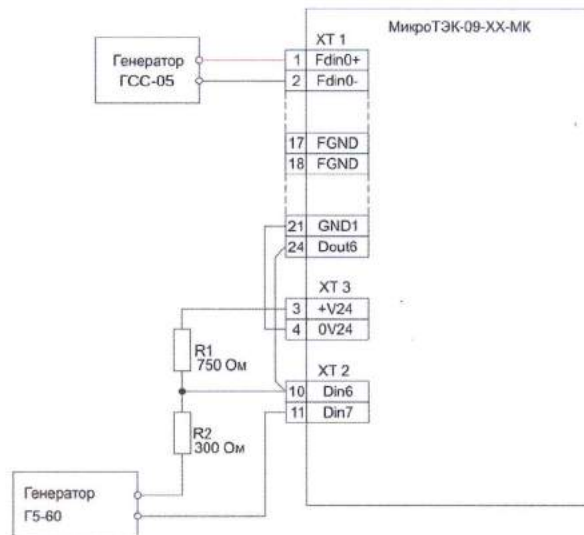 МикроТЭК-09-ХХ-МК
Генератор
ГСС-05
XT 1
1 Fdin0+
2 Fdin0-
17 FGND
18 FGND
21 GND1
24 Dout6
XT 3
3 +V24
4 0V24
R1
750 Ом
XT 2
10 Din6
11 Din7
R2
300 Ом
Генератор
Г5-60